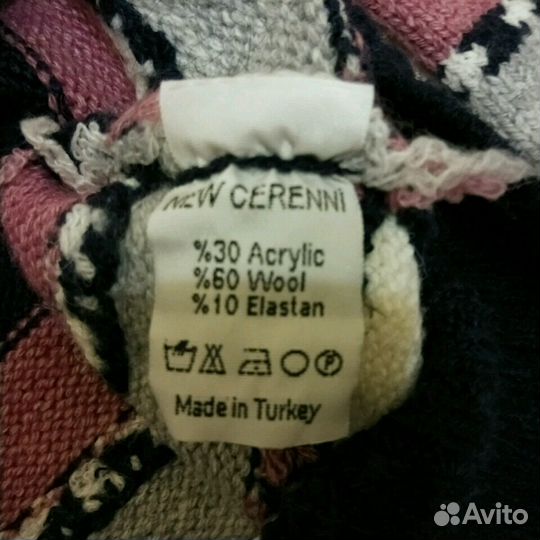 NEW CERENNI
%30 Acrylic
%60 Wool
%10 Elastan
P
Made in Turkey
Avito